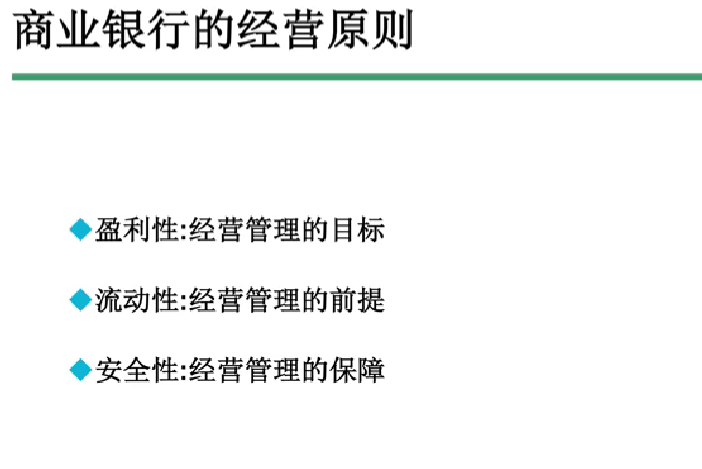 商业银行的经营原则
盈利性:经营管理的目标
流动性:经营管理的前提
安全性:经营管理的保障